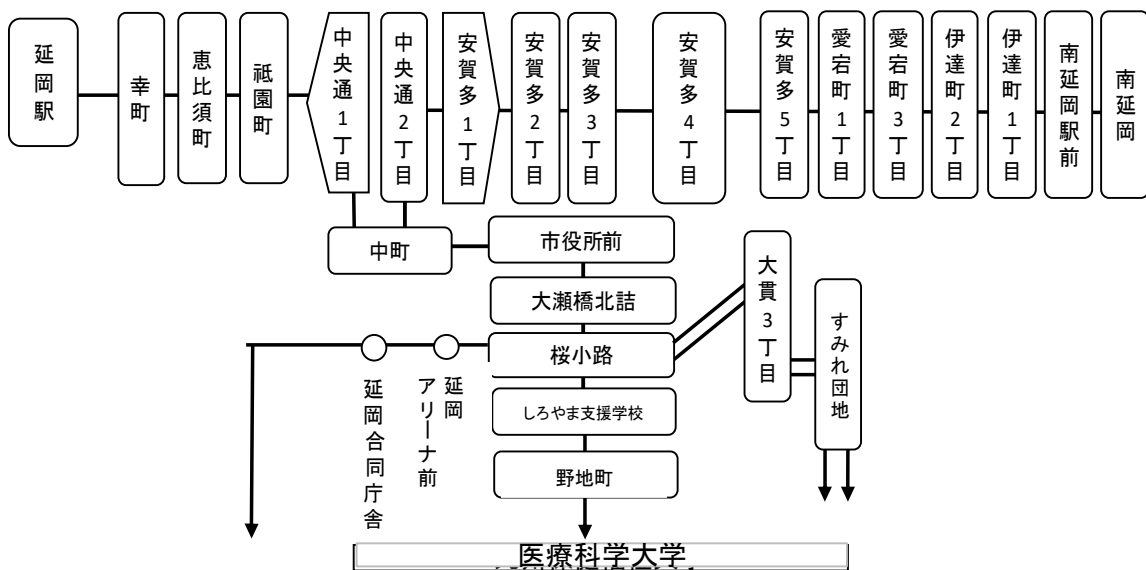 延岡駅
幸町
恵比須町
祗園町
中央通1丁目
中央通2丁目
安賀多1丁目
安賀多2丁目
安賀多3丁目
安賀多4丁目
安賀多5丁目
愛宕町1丁目
愛宕町3丁目
伊達町2丁目
伊達町1丁目
南延岡駅前
南延岡
中町
市役所前
大瀬橋北詰
桜小路
しろやま支援学校
野地町
大貫3丁目
すみれ団地
延岡
アリーナ前
延岡合同庁舎
医療科学大学